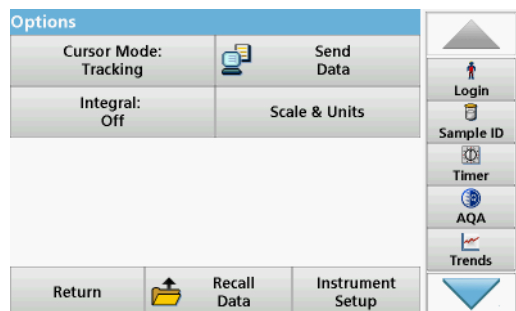 Options
Cursor Mode:
Tracking
Send
Data
Integral:
Off
Scale & Units
Return
Recall
Data
Instrument
Setup
Login
Sample ID
Timer
AQA
Trends